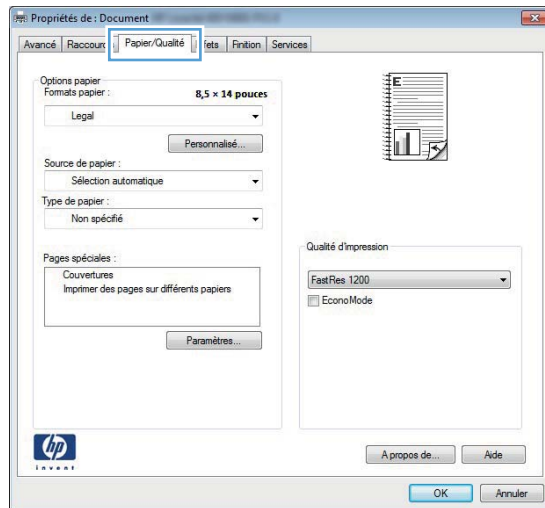 Propriétés de : Document
Avancé Raccourc Papier/Qualité fets Finition Services
Options papier
Formats papier : 8,5 × 14 pouces
Legal
Personnalisé...
Source de papier :
Sélection automatique
Type de papier :
Non spécifié
Pages spéciales :
Couvertures
Imprimer des pages sur différents papiers
Paramètres...
E
Qualité d'impression
FastRes 1200
EconoMode
hp
invent
A propos de... Aide
OK Annuler